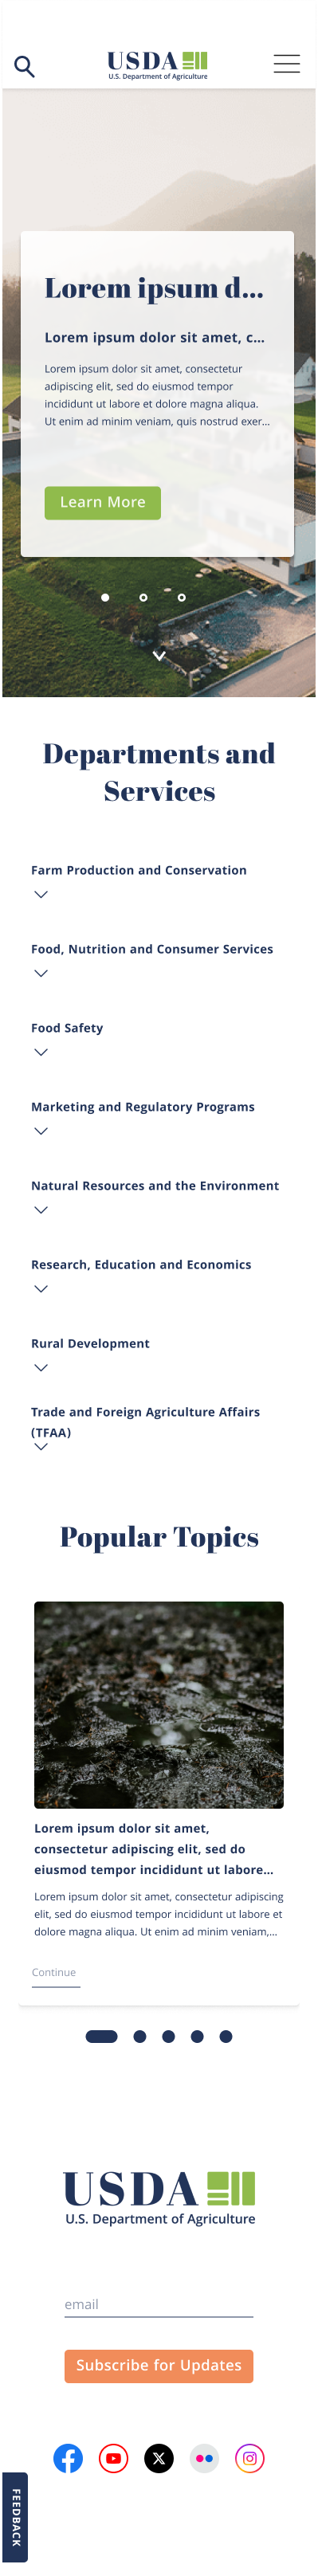 USDA
U.S. Department of Agriculture
Lorem ipsum d...
Lorem ipsum dolor sit amet, c...
Lorem ipsum dolor sit amet, consectetur
adipiscing elit, sed do eiusmod tempor
incididunt ut labore et dolore magna aliqua.
Ut enim ad minim veniam, quis nostrud exer...
Learn More
Departments and
Services
Farm Production and Conservation
Food, Nutrition and Consumer Services
Food Safety
Marketing and Regulatory Programs
Natural Resources and the Environment
Research, Education and Economics
Rural Development
Trade and Foreign Agriculture Affairs
(TFAA)
Popular Topics
Lorem ipsum dolor sit amet,
consectetur adipiscing elit, sed do
eiusmod tempor incididunt ut labore...
Lorem ipsum dolor sit amet, consectetur adipiscing
elit, sed do eiusmod tempor incididunt ut labore et
dolore magna aliqua. Ut enim ad minim veniam,...
Continue
USDA
U.S. Department of Agriculture
email
Subscribe for Updates
FEEDBACK